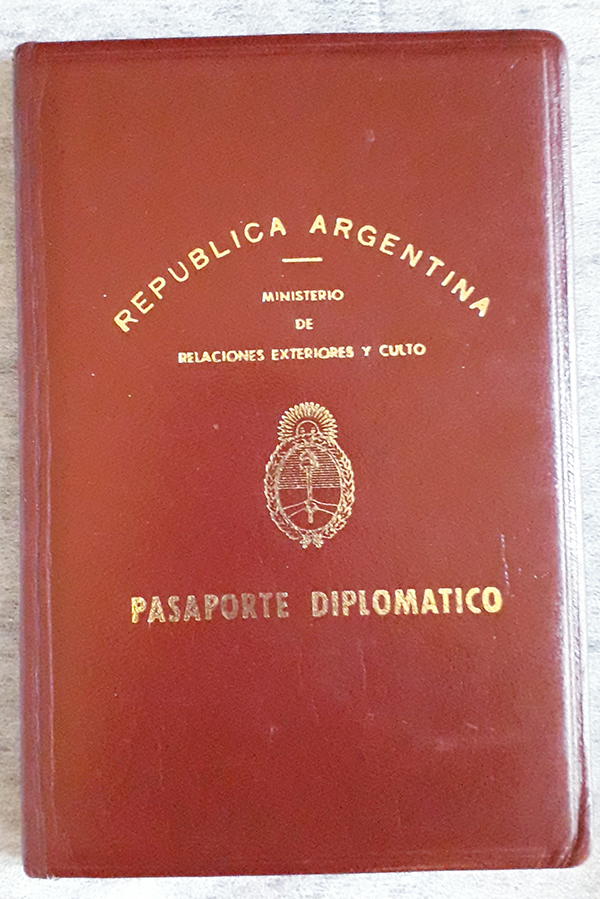 REPUBLICA ARGENTINA
MINISTERIO
DE
RELACIONES EXTERIORES Y CULTO
PASAPORTE DIPLOMATICO